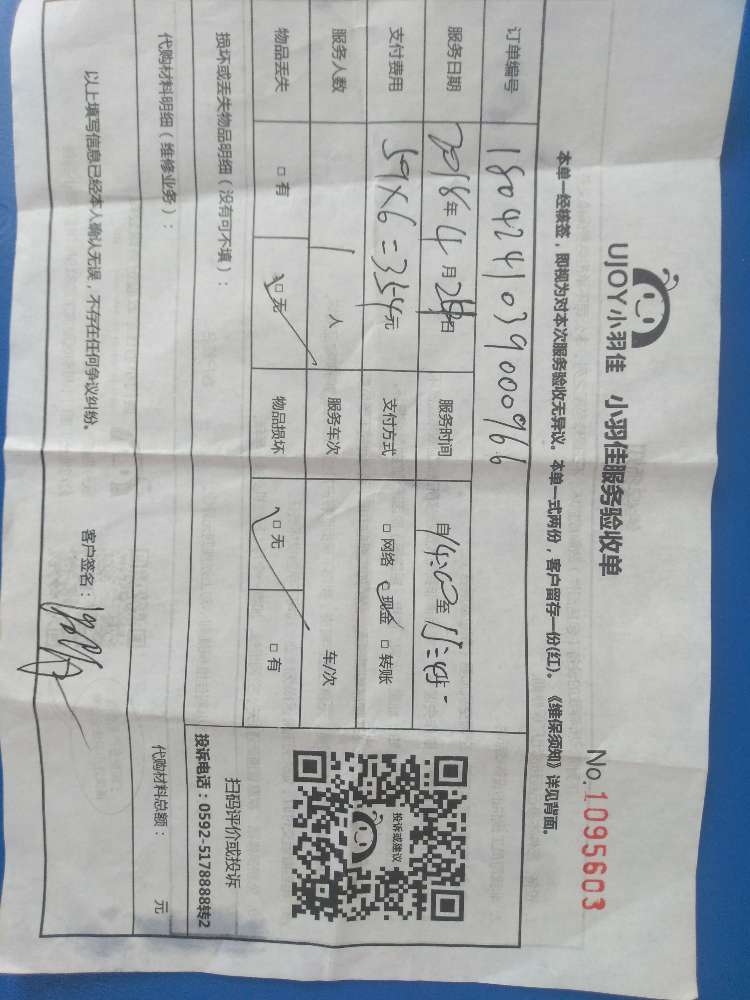 UJOY小羽佳 小羽佳服务验收单
No.1095603
本单一经核签，即视为对本次服务验收无异议。本单一式两份，客户留存一份(红)。《维保须知》详见背面。
订单编号 1804241039000966
服务日期 2018年4月24日 服务时间 自14:00至15:45
支付费用 59×6=354元 支付方式 □网络 □现金 □转账
服务人数 1人 服务车次 车/次
物品丢失 □有 □无 物品损坏 □无 □有
投诉或建议
扫码评价或投诉
投诉电话：0592-5178888转2
损坏或丢失物品明细（没有可不填）：
代购材料明细（维修业务）： 代购材料总额： 元
以上填写信息已经本人确认无误，不存在任何争议纠纷。 客户签名：